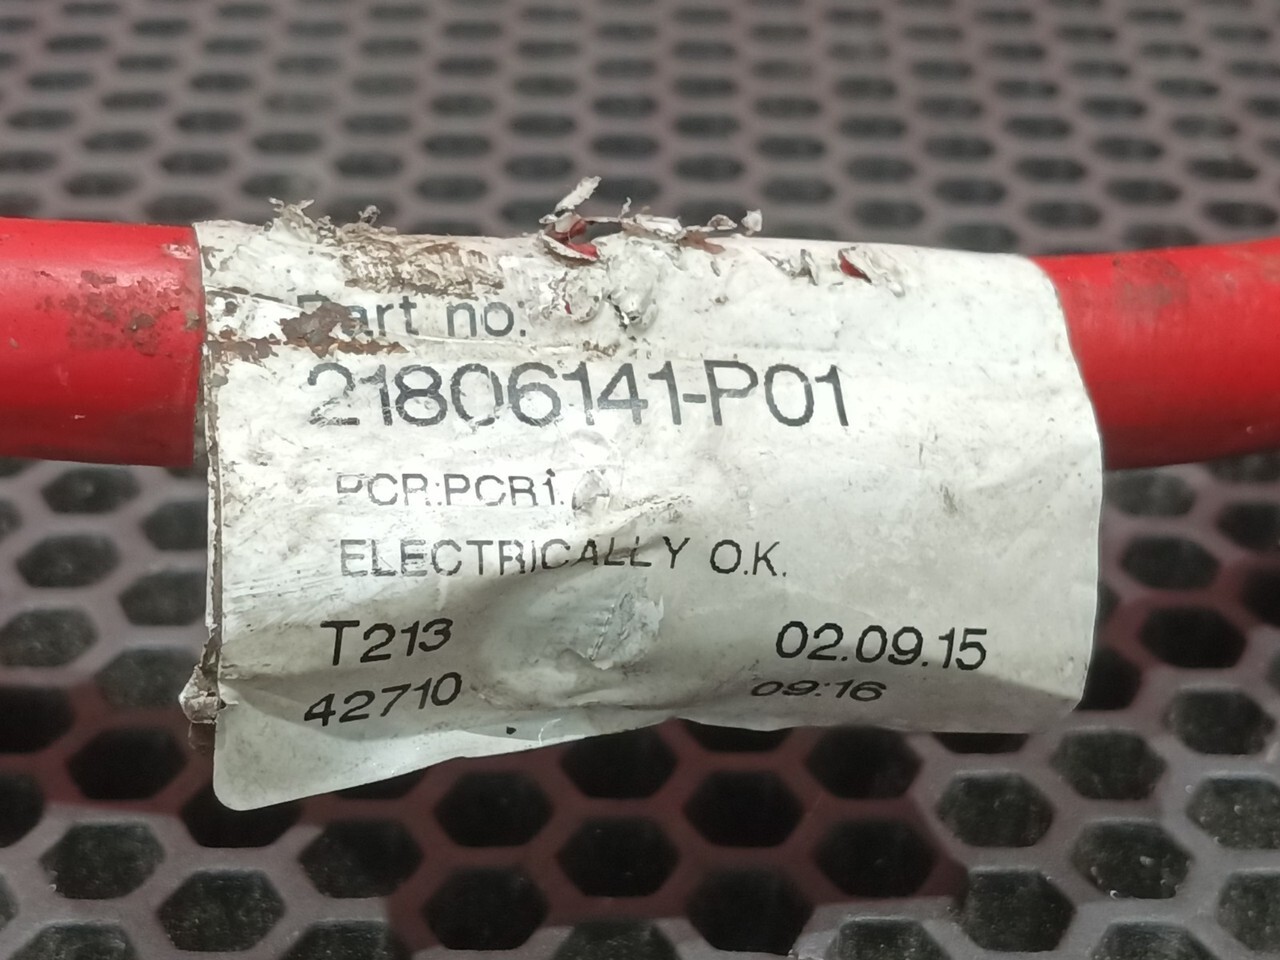 Part no.:
21806141-P01
PCR:PCR1.
ELECTRICALLY O.K.
T213 02.09.15
42710 09:16